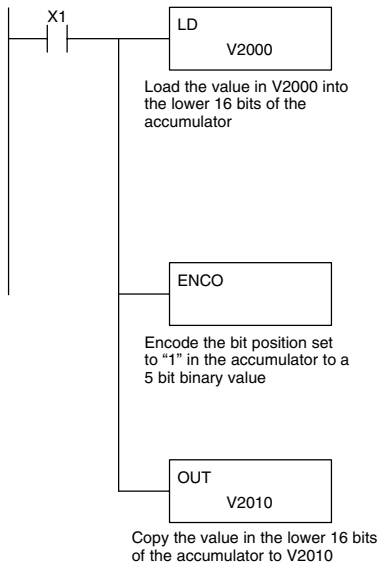 X1
LD
V2000
Load the value in V2000 into
the lower 16 bits of the
accumulator
ENCO
Encode the bit position set
to “1” in the accumulator to a
5 bit binary value
OUT
V2010
Copy the value in the lower 16 bits
of the accumulator to V2010